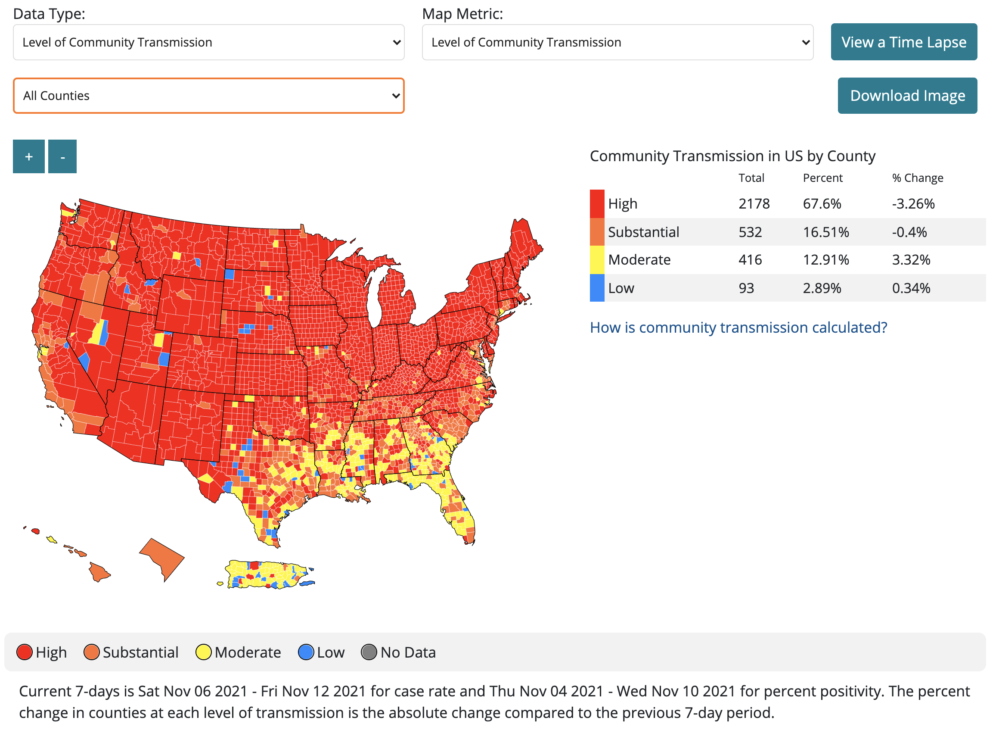 Data Type:
Map Metric:
Level of Community Transmission
Level of Community Transmission
View a Time Lapse
All Counties
Download Image
+ -
Community Transmission in US by County
Total Percent % Change
High 2178 67.6% -3.26%
Substantial 532 16.51% -0.4%
Moderate 416 12.91% 3.32%
Low 93 2.89% 0.34%
How is community transmission calculated?
High Substantial Moderate Low No Data
Current 7-days is Sat Nov 06 2021 - Fri Nov 12 2021 for case rate and Thu Nov 04 2021 - Wed Nov 10 2021 for percent positivity. The percent
change in counties at each level of transmission is the absolute change compared to the previous 7-day period.